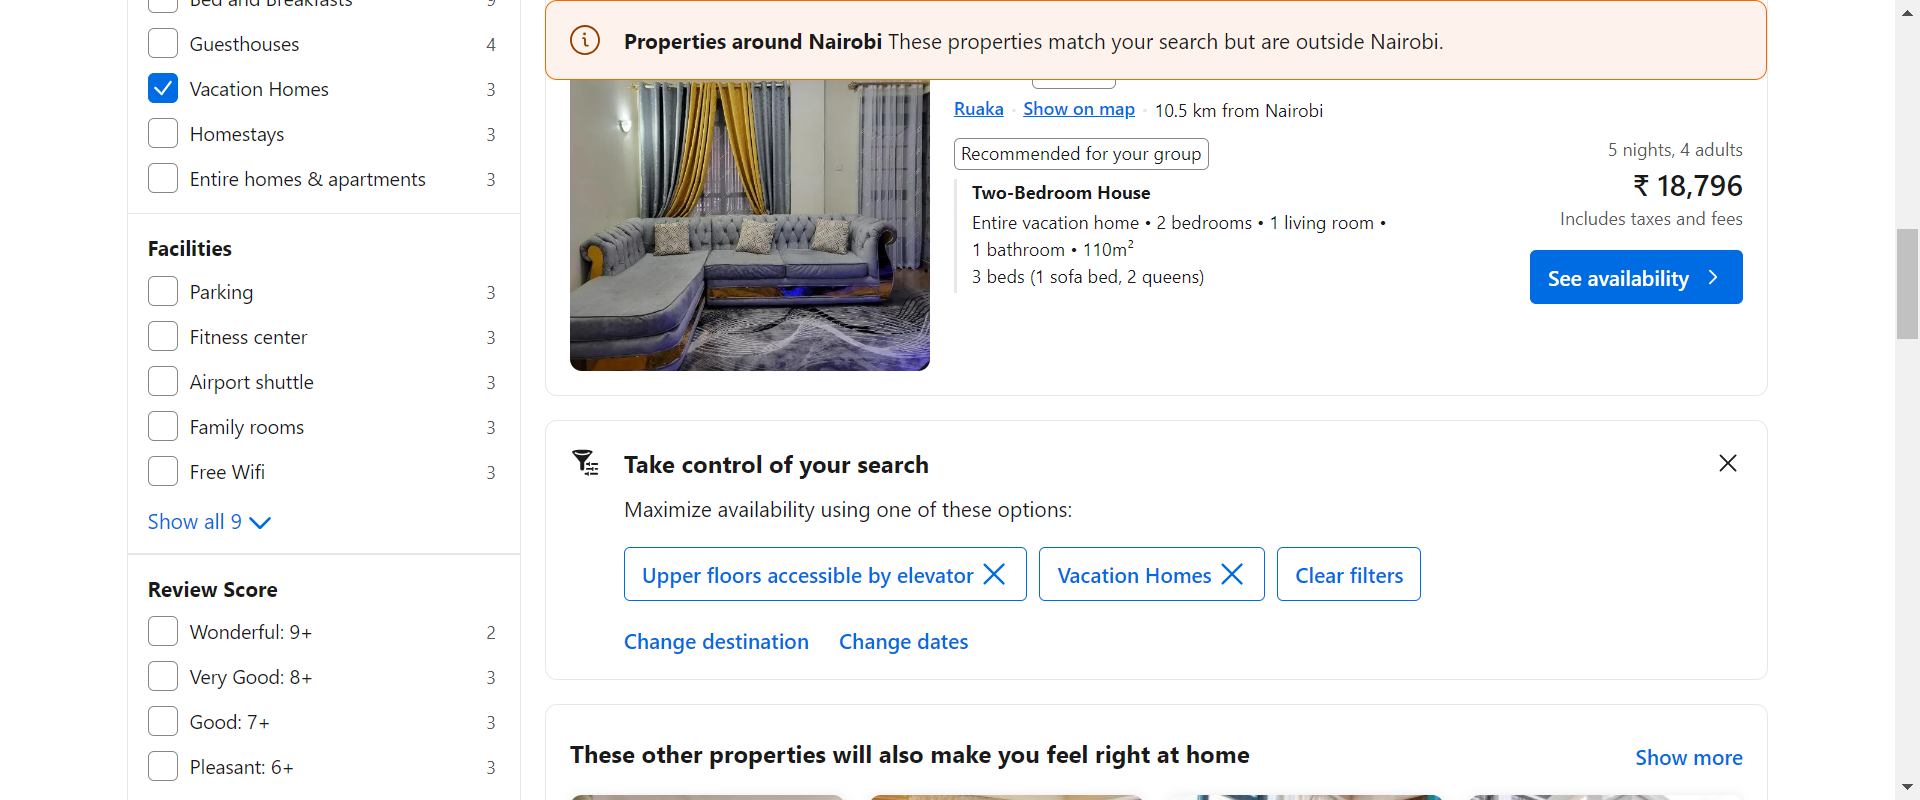 Bed and Breakfasts 9
Guesthouses 4
Vacation Homes 3
Homestays 3
Entire homes & apartments 3
Facilities
Parking 3
Fitness center 3
Airport shuttle 3
Family rooms 3
Free Wifi 3
Show all 9
Review Score
Wonderful: 9+ 2
Very Good: 8+ 3
Good: 7+ 3
Pleasant: 6+ 3
Properties around Nairobi These properties match your search but are outside Nairobi.
Ruaka · Show on map · 10.5 km from Nairobi
Recommended for your group
Two-Bedroom House
Entire vacation home • 2 bedrooms • 1 living room •
1 bathroom • 110m²
3 beds (1 sofa bed, 2 queens)
5 nights, 4 adults
₹ 18,796
Includes taxes and fees
See availability
Take control of your search
Maximize availability using one of these options:
Upper floors accessible by elevator
Vacation Homes
Clear filters
Change destination
Change dates
These other properties will also make you feel right at home
Show more